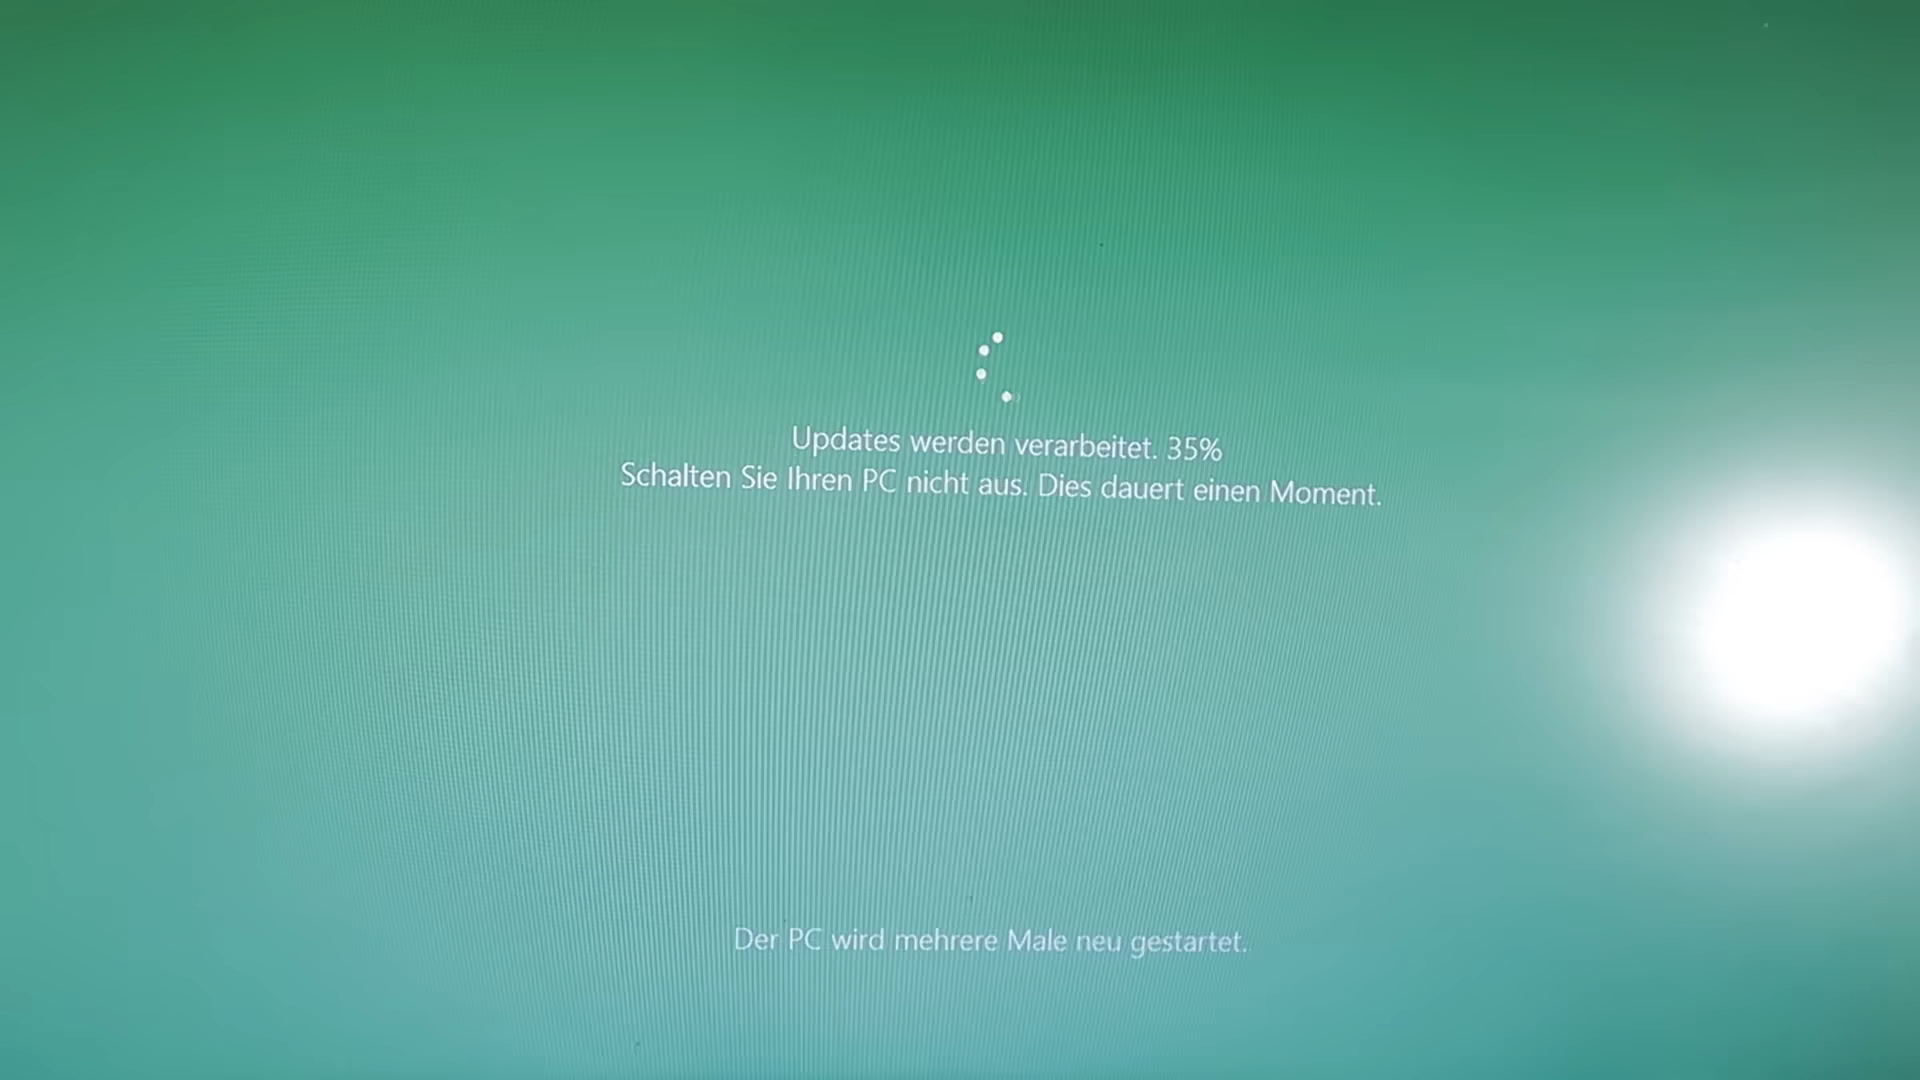 Updates werden verarbeitet. 35%
Schalten Sie Ihren PC nicht aus. Dies dauert einen Moment.
Der PC wird mehrere Male neu gestartet.